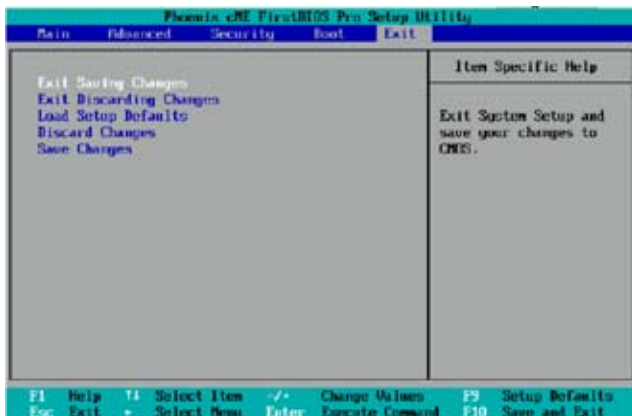 Phoenix cME FirstBIOS Pro Setup Utility
Main Advanced Security Boot Exit
Item Specific Help
Exit Saving Changes
Exit Discarding Changes
Load Setup Defaults
Discard Changes
Save Changes
Exit System Setup and
save your changes to
CMOS.
F1 Help ↑↓ Select Item -/+ Change Values F9 Setup Defaults
Esc Exit Select Menu Enter Execute Command F10 Save and Exit